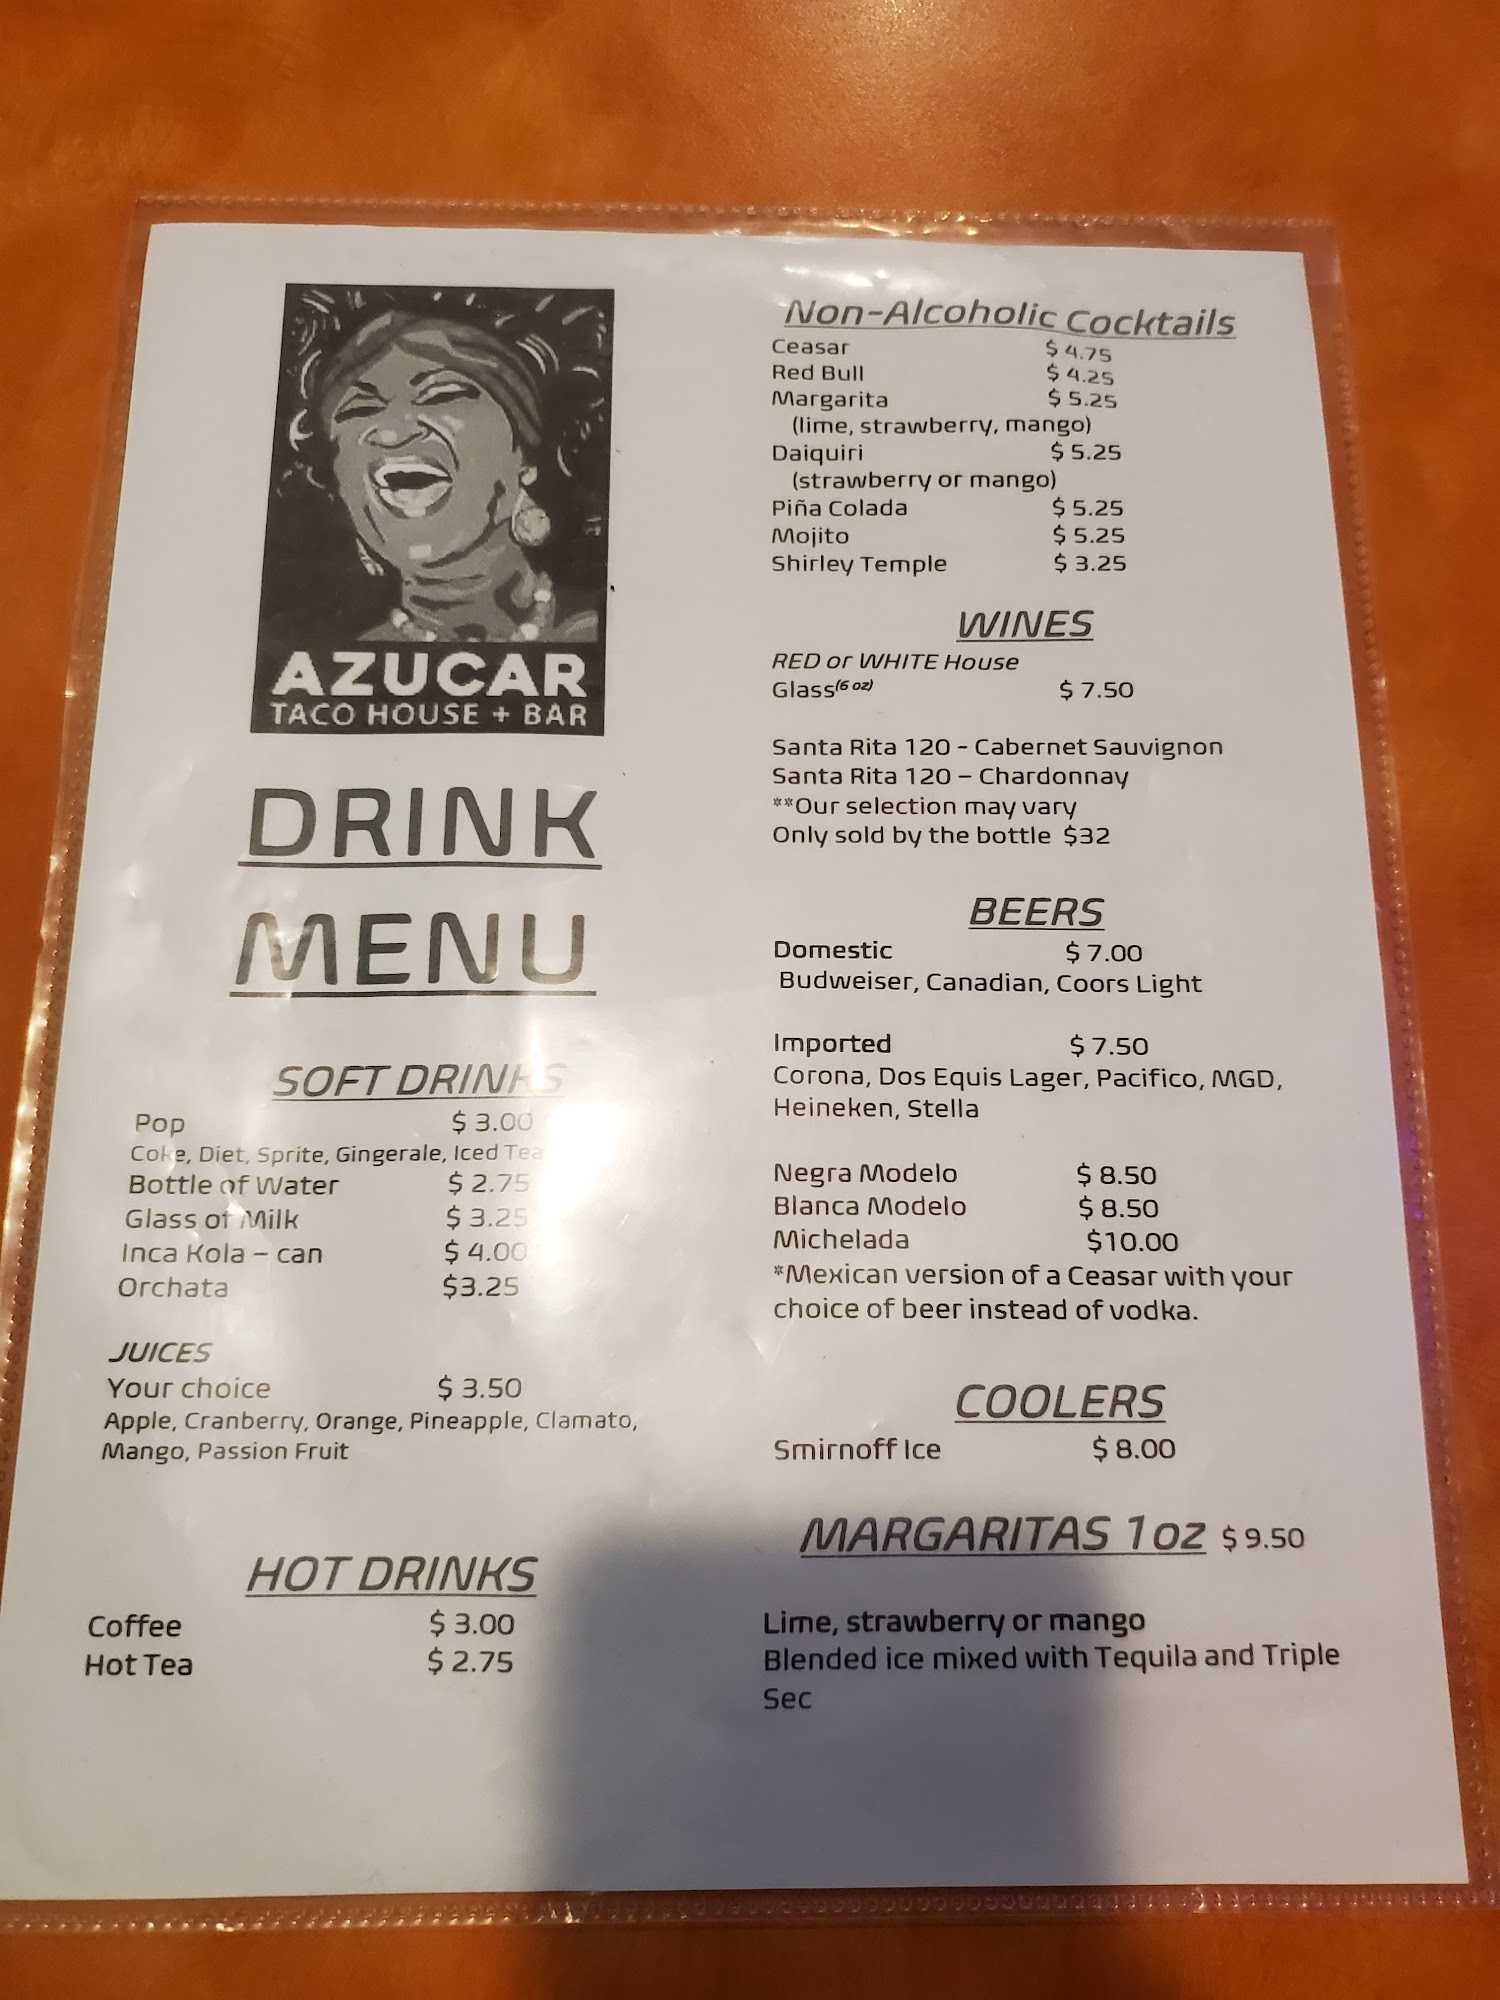 AZUCAR
TACO HOUSE + BAR
DRINK
MENU
SOFT DRINKS
Pop $ 3.00
Coke, Diet, Sprite, Gingerale, Iced Tea
Bottle of Water $ 2.75
Glass of Milk $ 3.25
Inca Kola – can $ 4.00
Orchata $3.25
JUICES
Your choice $ 3.50
Apple, Cranberry, Orange, Pineapple, Clamato,
Mango, Passion Fruit
HOT DRINKS
Coffee $ 3.00
Hot Tea $ 2.75
Non-Alcoholic Cocktails
Ceasar $ 4.75
Red Bull $ 4.25
Margarita $ 5.25
(lime, strawberry, mango)
Daiquiri $ 5.25
(strawberry or mango)
Piña Colada $ 5.25
Mojito $ 5.25
Shirley Temple $ 3.25
WINES
RED or WHITE House
Glass(6 oz) $ 7.50
Santa Rita 120 - Cabernet Sauvignon
Santa Rita 120 – Chardonnay
**Our selection may vary
Only sold by the bottle $32
BEERS
Domestic $ 7.00
Budweiser, Canadian, Coors Light
Imported $ 7.50
Corona, Dos Equis Lager, Pacifico, MGD,
Heineken, Stella
Negra Modelo $ 8.50
Blanca Modelo $ 8.50
Michelada $10.00
*Mexican version of a Ceasar with your
choice of beer instead of vodka.
COOLERS
Smirnoff Ice $ 8.00
MARGARITAS 1oz $ 9.50
Lime, strawberry or mango
Blended ice mixed with Tequila and Triple
Sec